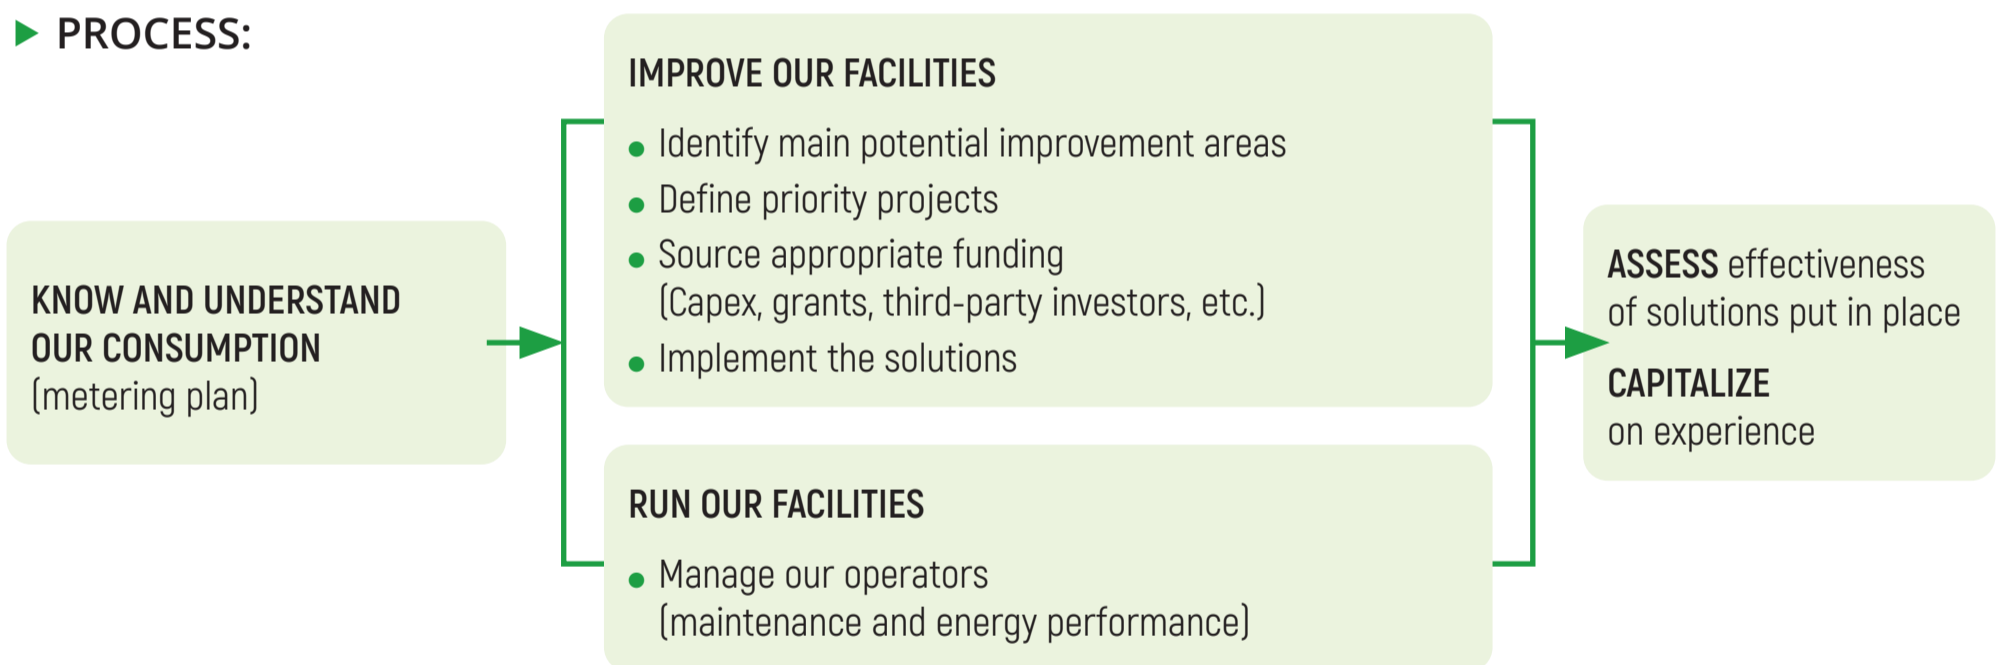 PROCESS:
KNOW AND UNDERSTAND
OUR CONSUMPTION
(metering plan)
IMPROVE OUR FACILITIES
Identify main potential improvement areas
Define priority projects
Source appropriate funding
(Capex, grants, third-party investors, etc.)
Implement the solutions
RUN OUR FACILITIES
Manage our operators
(maintenance and energy performance)
ASSESS effectiveness
of solutions put in place
CAPITALIZE
on experience